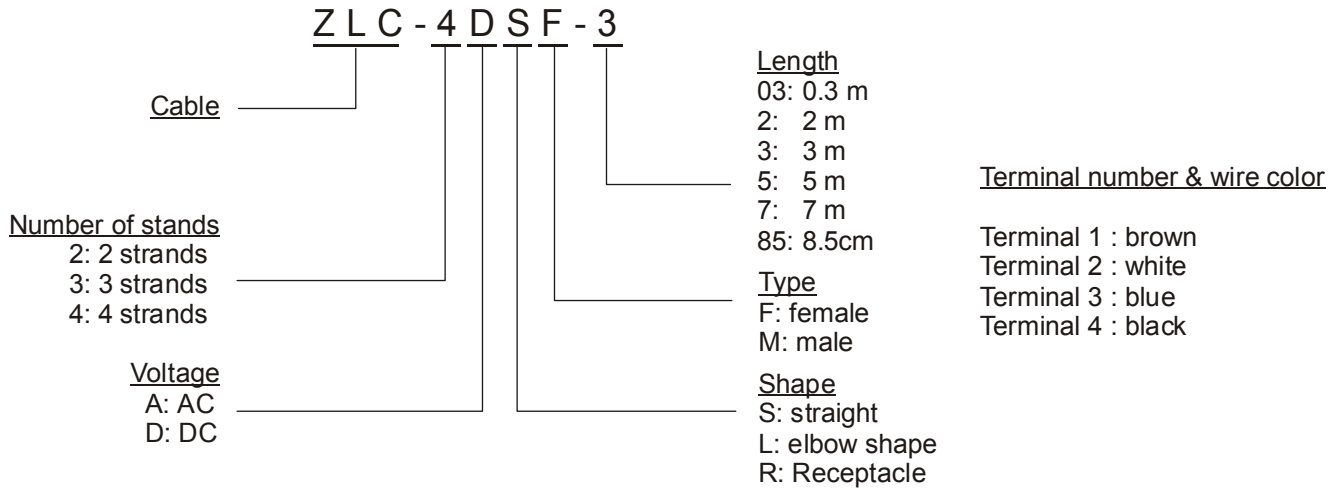 ZLC-4DSF-3
Cable
Number of stands
2: 2 strands
3: 3 strands
4: 4 strands
Voltage
A: AC
D: DC
Length
03: 0.3 m
2: 2 m
3: 3 m
5: 5 m
7: 7 m
85: 8.5cm
Type
F: female
M: male
Shape
S: straight
L: elbow shape
R: Receptacle
Terminal number & wire color
Terminal 1 : brown
Terminal 2 : white
Terminal 3 : blue
Terminal 4 : black